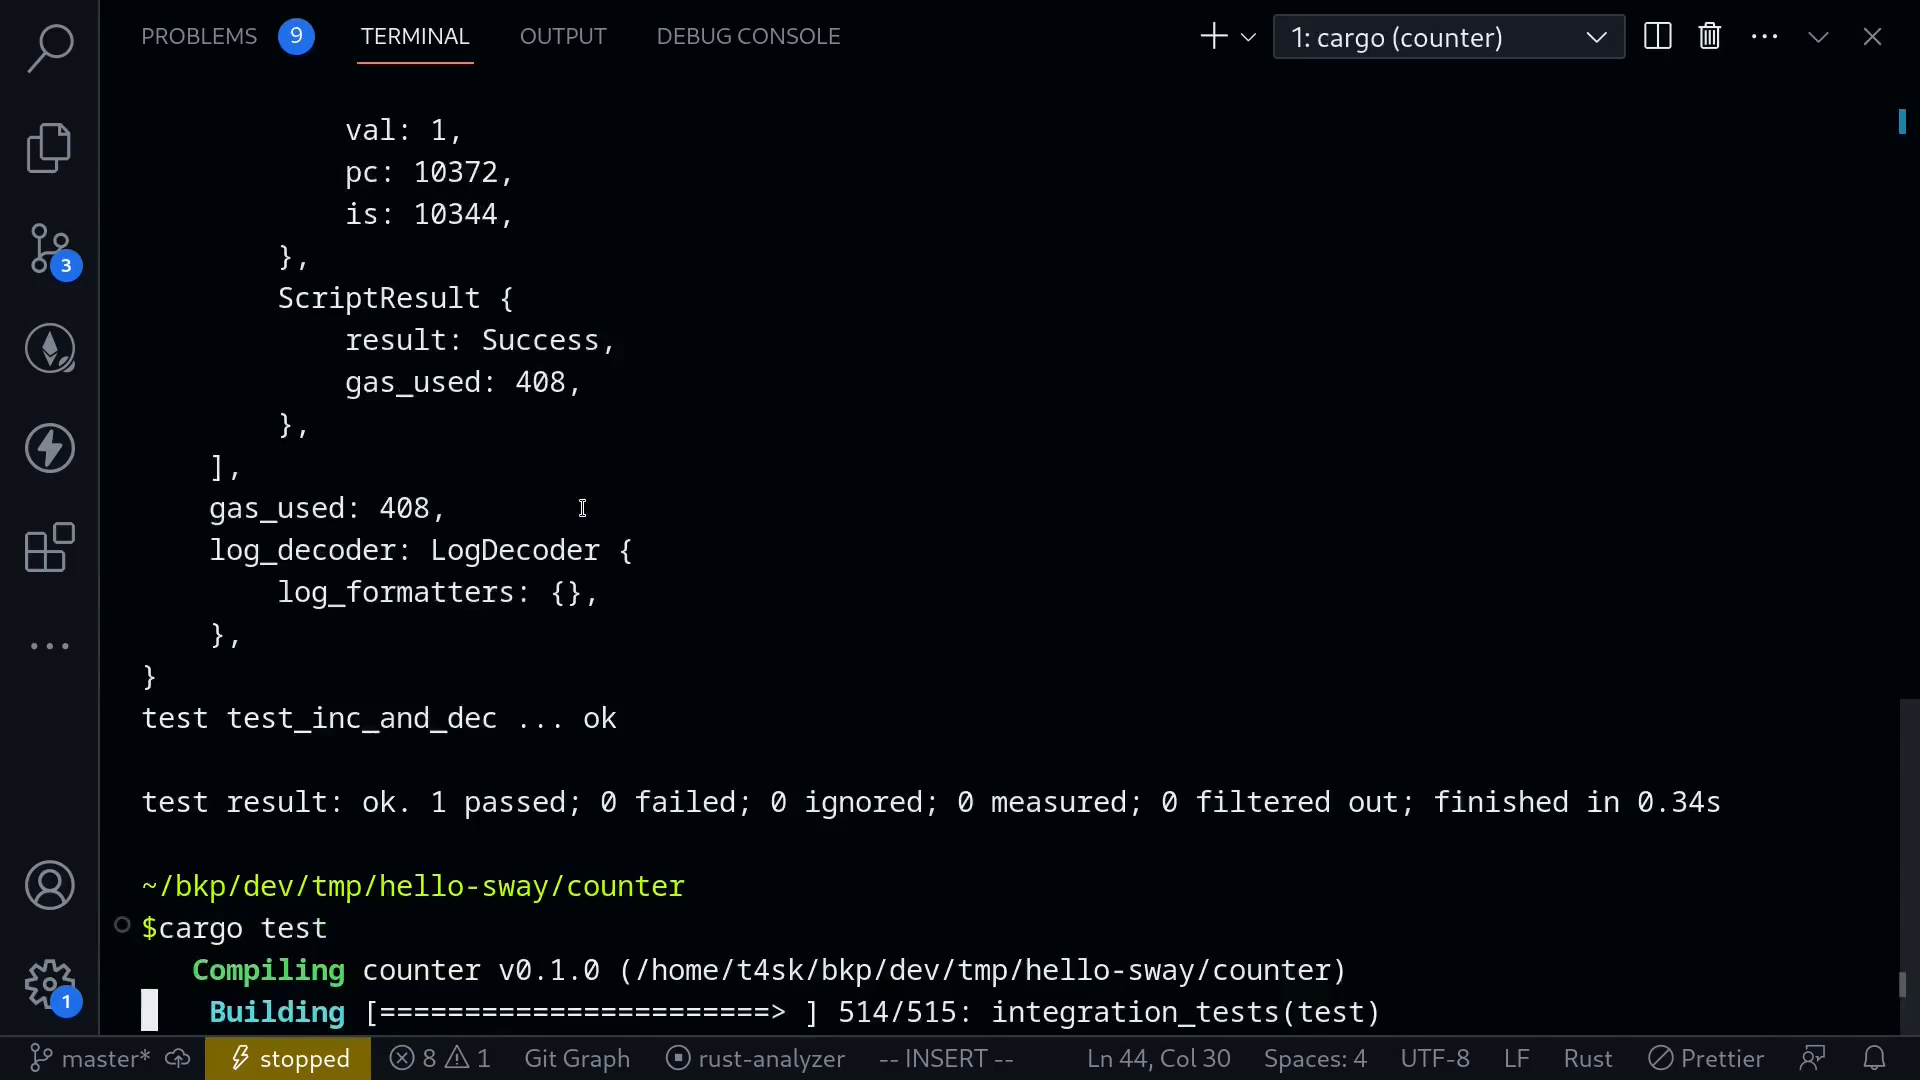 PROBLEMS 9 TERMINAL OUTPUT DEBUG CONSOLE 1: cargo (counter)
val: 1,
pc: 10372,
is: 10344,
},
ScriptResult {
result: Success,
gas_used: 408,
},
],
gas_used: 408,
log_decoder: LogDecoder {
log_formatters: {},
},
}
test test_inc_and_dec ... ok
test result: ok. 1 passed; 0 failed; 0 ignored; 0 measured; 0 filtered out; finished in 0.34s
~/bkp/dev/tmp/hello-sway/counter
$cargo test
Compiling counter v0.1.0 (/home/t4sk/bkp/dev/tmp/hello-sway/counter)
Building [=======================> ] 514/515: integration_tests(test)
3
1
master* stopped 8 1 Git Graph rust-analyzer -- INSERT -- Ln 44, Col 30 Spaces: 4 UTF-8 LF Rust Prettier